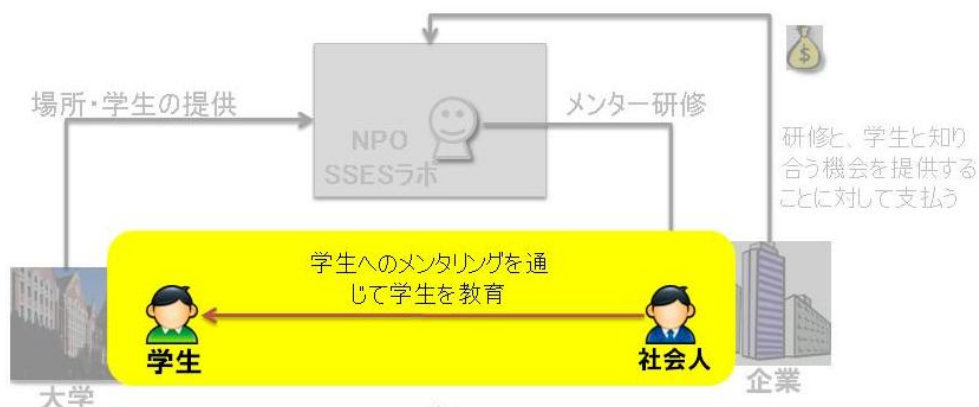 場所・学生の提供
メンター研修
NPO
SSESラボ
$
研修と、学生と知り
合う機会を提供する
ことに対して支払う
学生へのメンタリングを通
じて学生を教育
学生
社会人
大学
企業